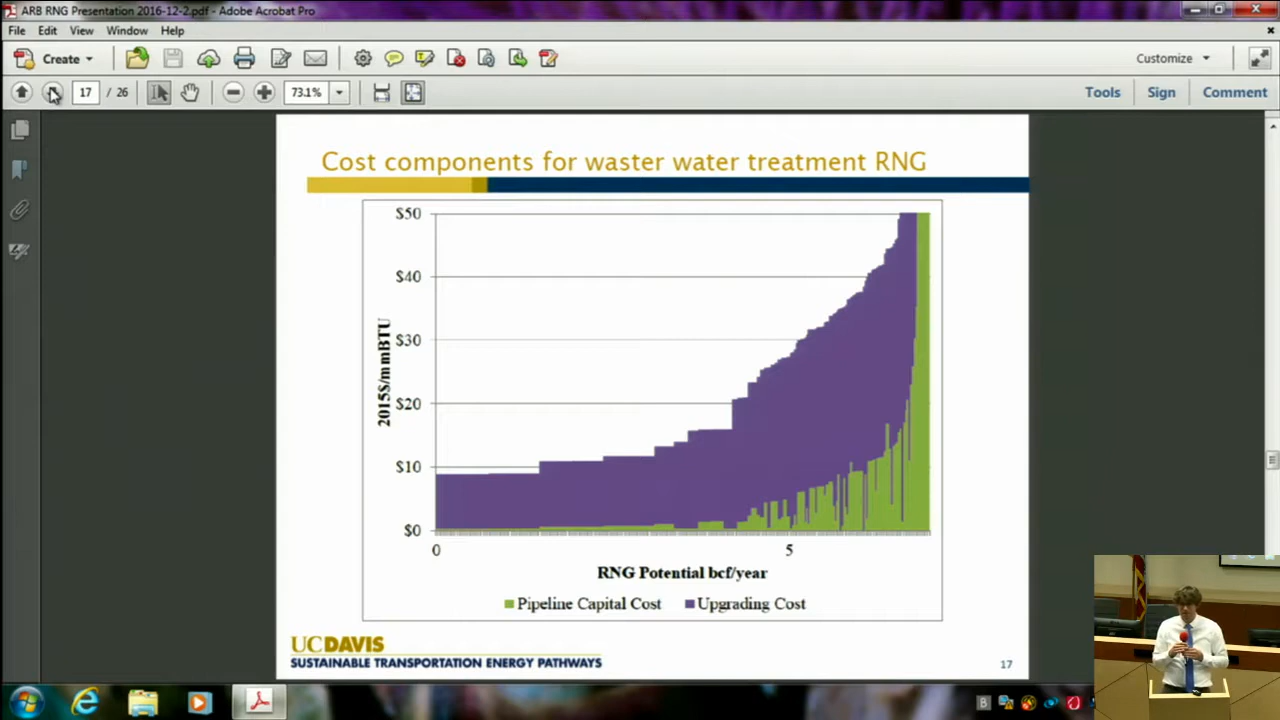 ARB RNG Presentation 2016-12-2.pdf - Adobe Acrobat Pro
File Edit View Window Help
Create Customize
17 / 26 73.1% Tools Sign Comment
Cost components for waster water treatment RNG
$50
$40
$30
$20
$10
$0
2015$/mmBTU
0 5
RNG Potential bcf/year
Pipeline Capital Cost Upgrading Cost
UCDAVIS
SUSTAINABLE TRANSPORTATION ENERGY PATHWAYS
17